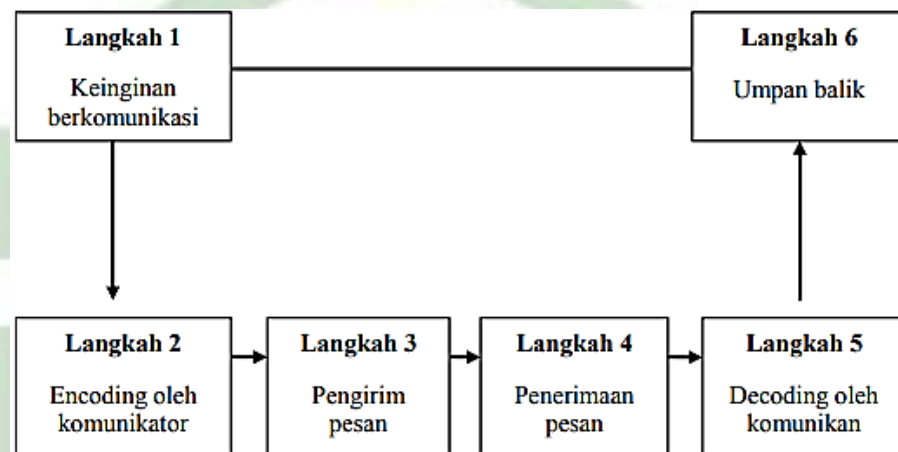 Langkah 1
Keinginan
berkomunikasi
Langkah 6
Umpan balik
Langkah 2
Encoding oleh
komunikator
Langkah 3
Pengirim
pesan
Langkah 4
Penerimaan
pesan
Langkah 5
Decoding oleh
komunikan